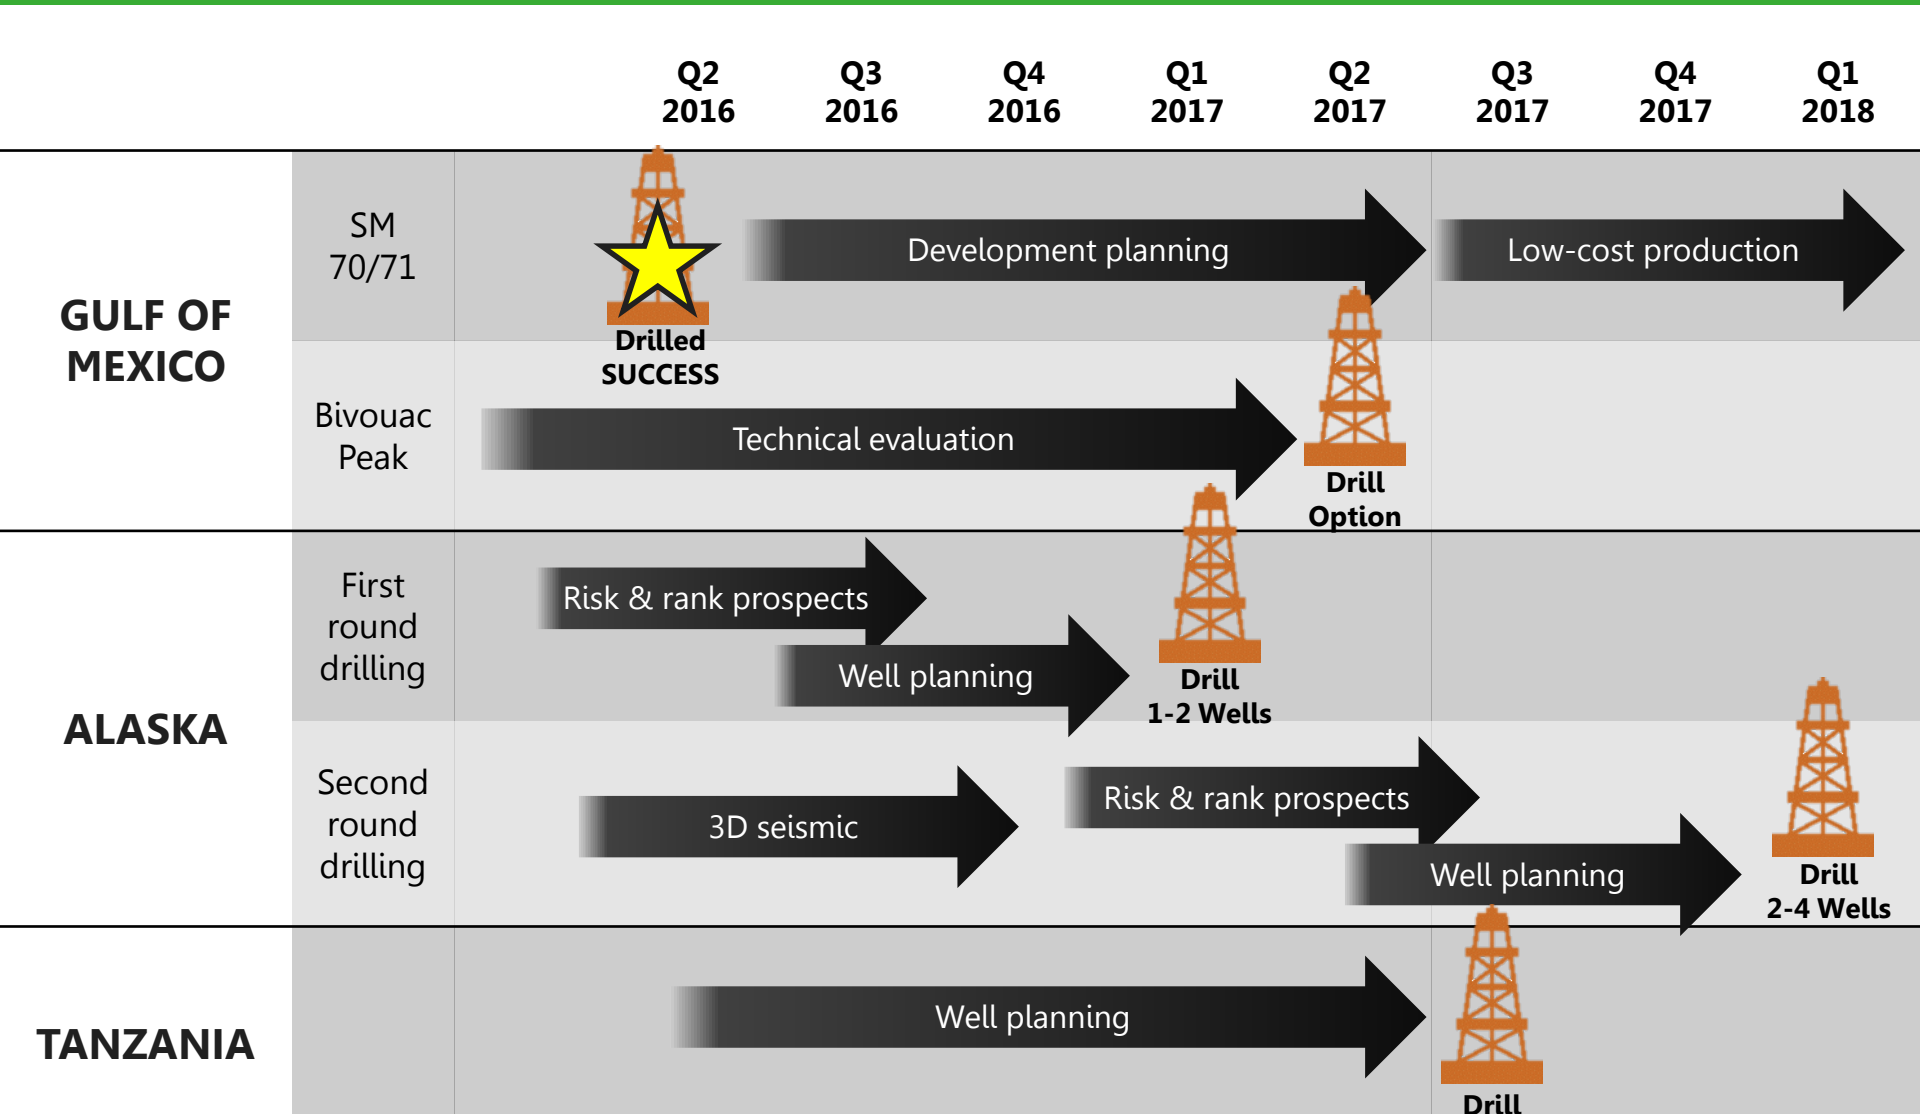 Q2 Q3 Q4 Q1 Q2 Q3 Q4 Q1
2016 2016 2016 2017 2017 2017 2017 2018
GULF OF
MEXICO
SM
70/71
Drilled
SUCCESS
Development planning
Low-cost production
Bivouac
Peak
Technical evaluation
Drill
Option
ALASKA
First
round
drilling
Risk & rank prospects
Well planning
Drill
1-2 Wells
Second
round
drilling
3D seismic
Risk & rank prospects
Well planning
Drill
2-4 Wells
TANZANIA
Well planning
Drill